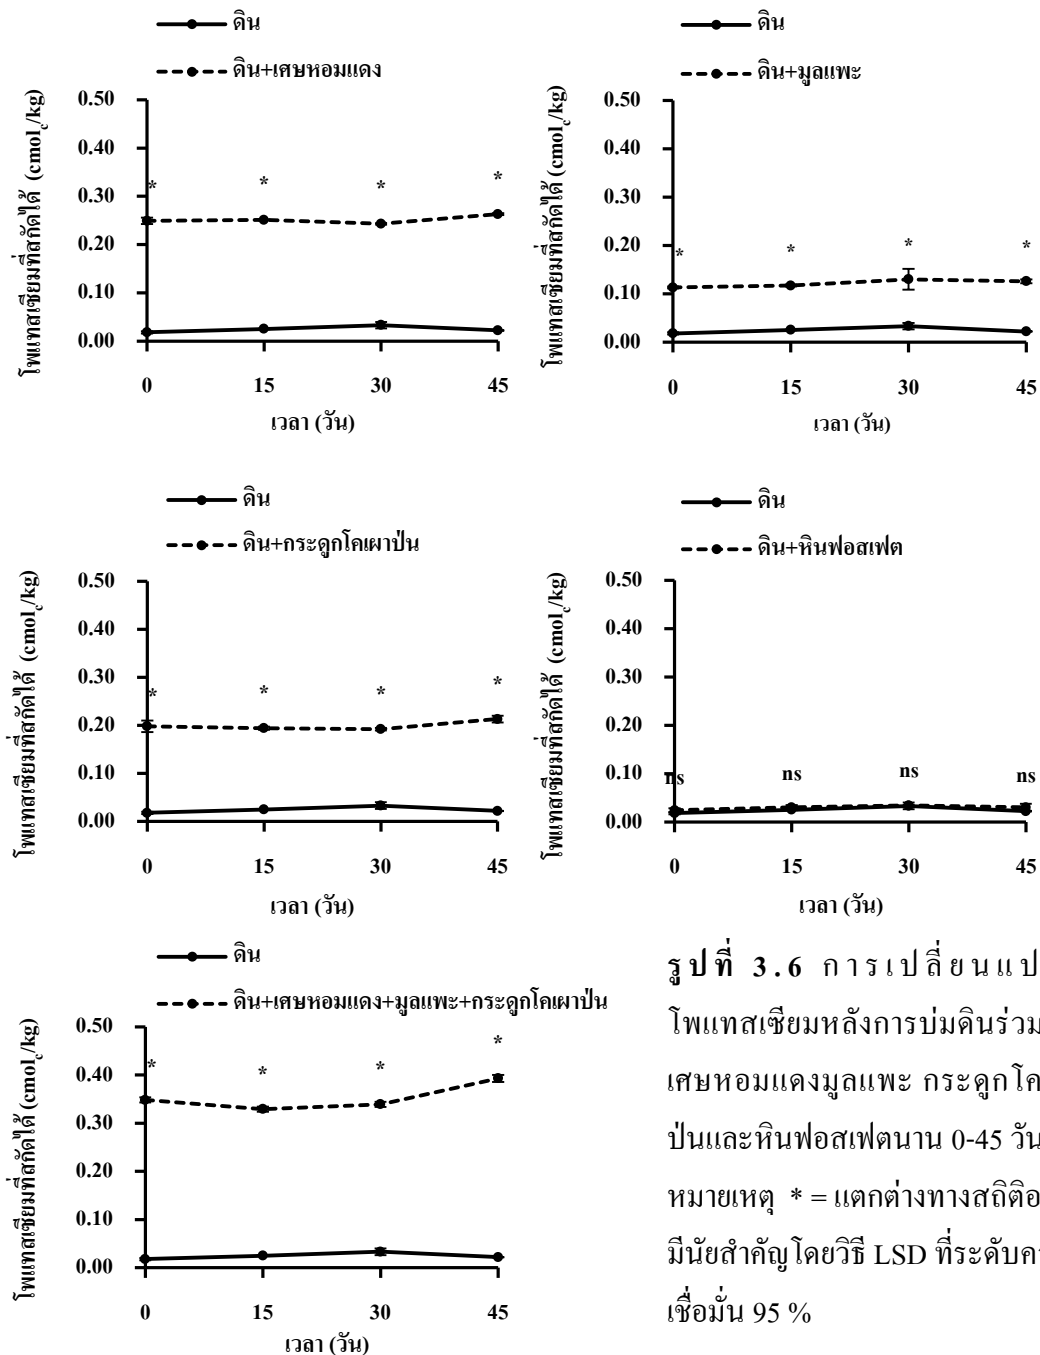 ดิน
ดิน+เศษหอมแดง
โพแทสเซียมที่สกัดได้ (cmolc/kg)
0.50
0.40
0.30
0.20
0.10
0.00
* * * *
0 15 30 45
เวลา (วัน)
ดิน
ดิน+มูลแพะ
โพแทสเซียมที่สกัดได้ (cmolc/kg)
0.50
0.40
0.30
0.20
0.10
0.00
* * * *
0 15 30 45
เวลา (วัน)
ดิน
ดิน+กระดูกโคเผาป่น
โพแทสเซียมที่สกัดได้ (cmolc/kg)
0.50
0.40
0.30
0.20
0.10
0.00
* * * *
0 15 30 45
เวลา (วัน)
ดิน
ดิน+หินฟอสเฟต
โพแทสเซียมที่สกัดได้ (cmolc/kg)
0.50
0.40
0.30
0.20
0.10
0.00
ns ns ns ns
0 15 30 45
เวลา (วัน)
ดิน
ดิน+เศษหอมแดง+มูลแพะ+กระดูกโคเผาป่น
โพแทสเซียมที่สกัดได้ (cmolc/kg)
0.50
0.40
0.30
0.20
0.10
0.00
* * * *
0 15 30 45
เวลา (วัน)
รูปที่ 3.6 การเปลี่ยนแป
โพแทสเซียมหลังการบ่มดินร่วม
เศษหอมแดงมูลแพะ กระดูกโค
ป่นและหินฟอสเฟตนาน 0-45 วัน
หมายเหตุ * = แตกต่างทางสถิติอ
มีนัยสำคัญโดยวิธี LSD ที่ระดับคว
เชื่อมั่น 95 %